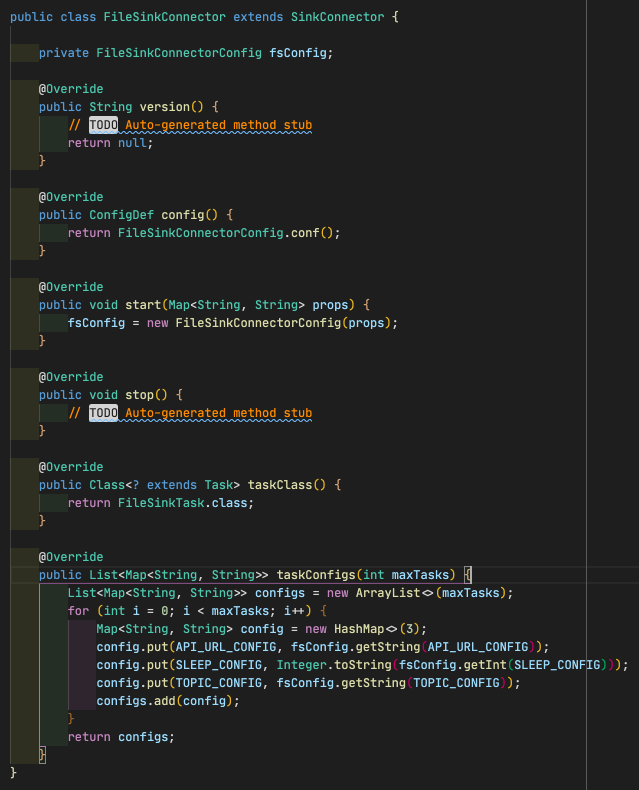 public class FileSinkConnector extends SinkConnector {
private FileSinkConnectorConfig fsConfig;
@Override
public String version() {
// TODO Auto-generated method stub
return null;
}
@Override
public ConfigDef config() {
return FileSinkConnectorConfig.conf();
}
@Override
public void start(Map<String, String> props) {
fsConfig = new FileSinkConnectorConfig(props);
}
@Override
public void stop() {
// TODO Auto-generated method stub
}
@Override
public Class<? extends Task> taskClass() {
return FileSinkTask.class;
}
@Override
public List<Map<String, String>> taskConfigs(int maxTasks) {
List<Map<String, String>> configs = new ArrayList<>(maxTasks);
for (int i = 0; i < maxTasks; i++) {
Map<String, String> config = new HashMap<>(3);
config.put(API_URL_CONFIG, fsConfig.getString(API_URL_CONFIG));
config.put(SLEEP_CONFIG, Integer.toString(fsConfig.getInt(SLEEP_CONFIG)));
config.put(TOPIC_CONFIG, fsConfig.getString(TOPIC_CONFIG));
configs.add(config);
}
return configs;
}
}